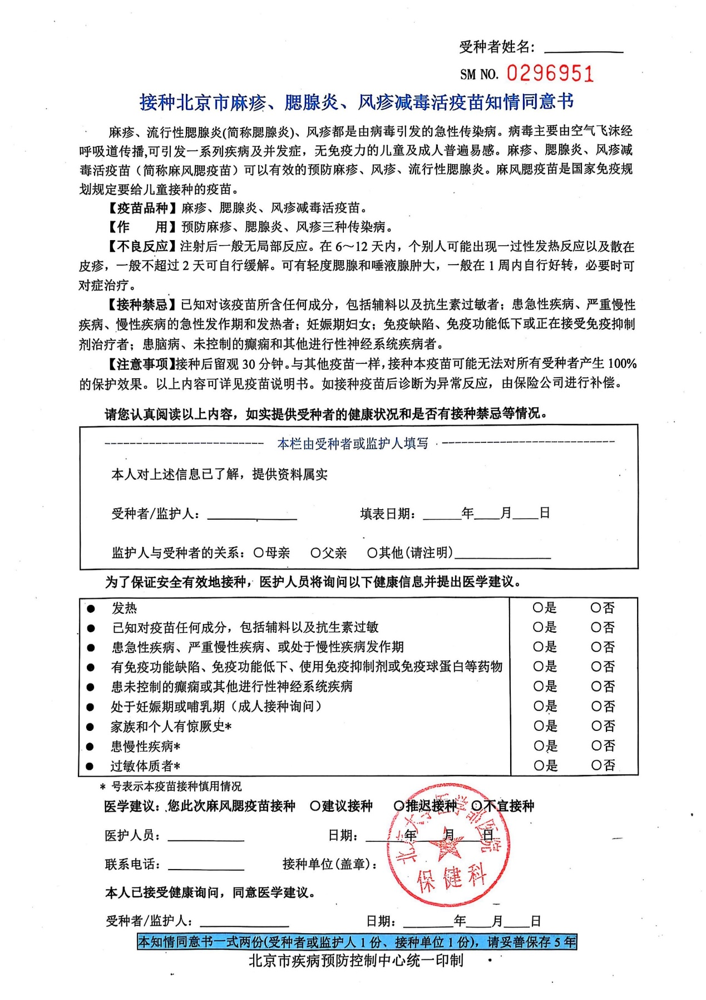 受种者姓名：
SM NO. 0296951
接种北京市麻疹、腮腺炎、风疹减毒活疫苗知情同意书
麻疹、流行性腮腺炎(简称腮腺炎)、风疹都是由病毒引发的急性传染病。病毒主要由空气飞沫经
呼吸道传播,可引发一系列疾病及并发症，无免疫力的儿童及成人普遍易感。麻疹、腮腺炎、风疹减
毒活疫苗（简称麻风腮疫苗）可以有效的预防麻疹、风疹、流行性腮腺炎。麻风腮疫苗是国家免疫规
划规定要给儿童接种的疫苗。
【疫苗品种】麻疹、腮腺炎、风疹减毒活疫苗。
【作 用】预防麻疹、腮腺炎、风疹三种传染病。
【不良反应】注射后一般无局部反应。在 6～12 天内，个别人可能出现一过性发热反应以及散在
皮疹，一般不超过 2 天可自行缓解。可有轻度腮腺和唾液腺肿大，一般在 1 周内自行好转，必要时可
对症治疗。
【接种禁忌】已知对该疫苗所含任何成分，包括辅料以及抗生素过敏者；患急性疾病、严重慢性
疾病、慢性疾病的急性发作期和发热者；妊娠期妇女；免疫缺陷、免疫功能低下或正在接受免疫抑制
剂治疗者；患脑病、未控制的癫痫和其他进行性神经系统疾病者。
【注意事项】接种后留观 30 分钟。与其他疫苗一样，接种本疫苗可能无法对所有受种者产生 100%
的保护效果。以上内容可详见疫苗说明书。如接种疫苗后诊断为异常反应，由保险公司进行补偿。
请您认真阅读以上内容，如实提供受种者的健康状况和是否有接种禁忌等情况。
本栏由受种者或监护人填写
本人对上述信息已了解，提供资料属实
受种者/监护人：____ 填表日期：____年____月____日
监护人与受种者的关系：○母亲 ○父亲 ○其他(请注明)____
为了保证安全有效地接种，医护人员将询问以下健康信息并提出医学建议。
● 发热 ○是 ○否
● 已知对疫苗任何成分，包括辅料以及抗生素过敏 ○是 ○否
● 患急性疾病、严重慢性疾病、或处于慢性疾病发作期 ○是 ○否
● 有免疫功能缺陷、免疫功能低下、使用免疫抑制剂或免疫球蛋白等药物 ○是 ○否
● 患未控制的癫痫或其他进行性神经系统疾病 ○是 ○否
● 处于妊娠期或哺乳期（成人接种询问） ○是 ○否
● 家族和个人有惊厥史* ○是 ○否
● 患慢性疾病* ○是 ○否
● 过敏体质者* ○是 ○否
* 号表示本疫苗接种慎用情况
医学建议：您此次麻风腮疫苗接种 ○建议接种 ○推迟接种 ○不宜接种
医护人员：____ 日期：____年____月____日
联系电话：____ 接种单位(盖章)：
北京大学医学部医院
保健科
本人已接受健康询问，同意医学建议。
受种者/监护人：____ 日期：____年____月____日
本知情同意书一式两份(受种者或监护人 1 份、接种单位 1 份)，请妥善保存 5 年
北京市疾病预防控制中心统一印制